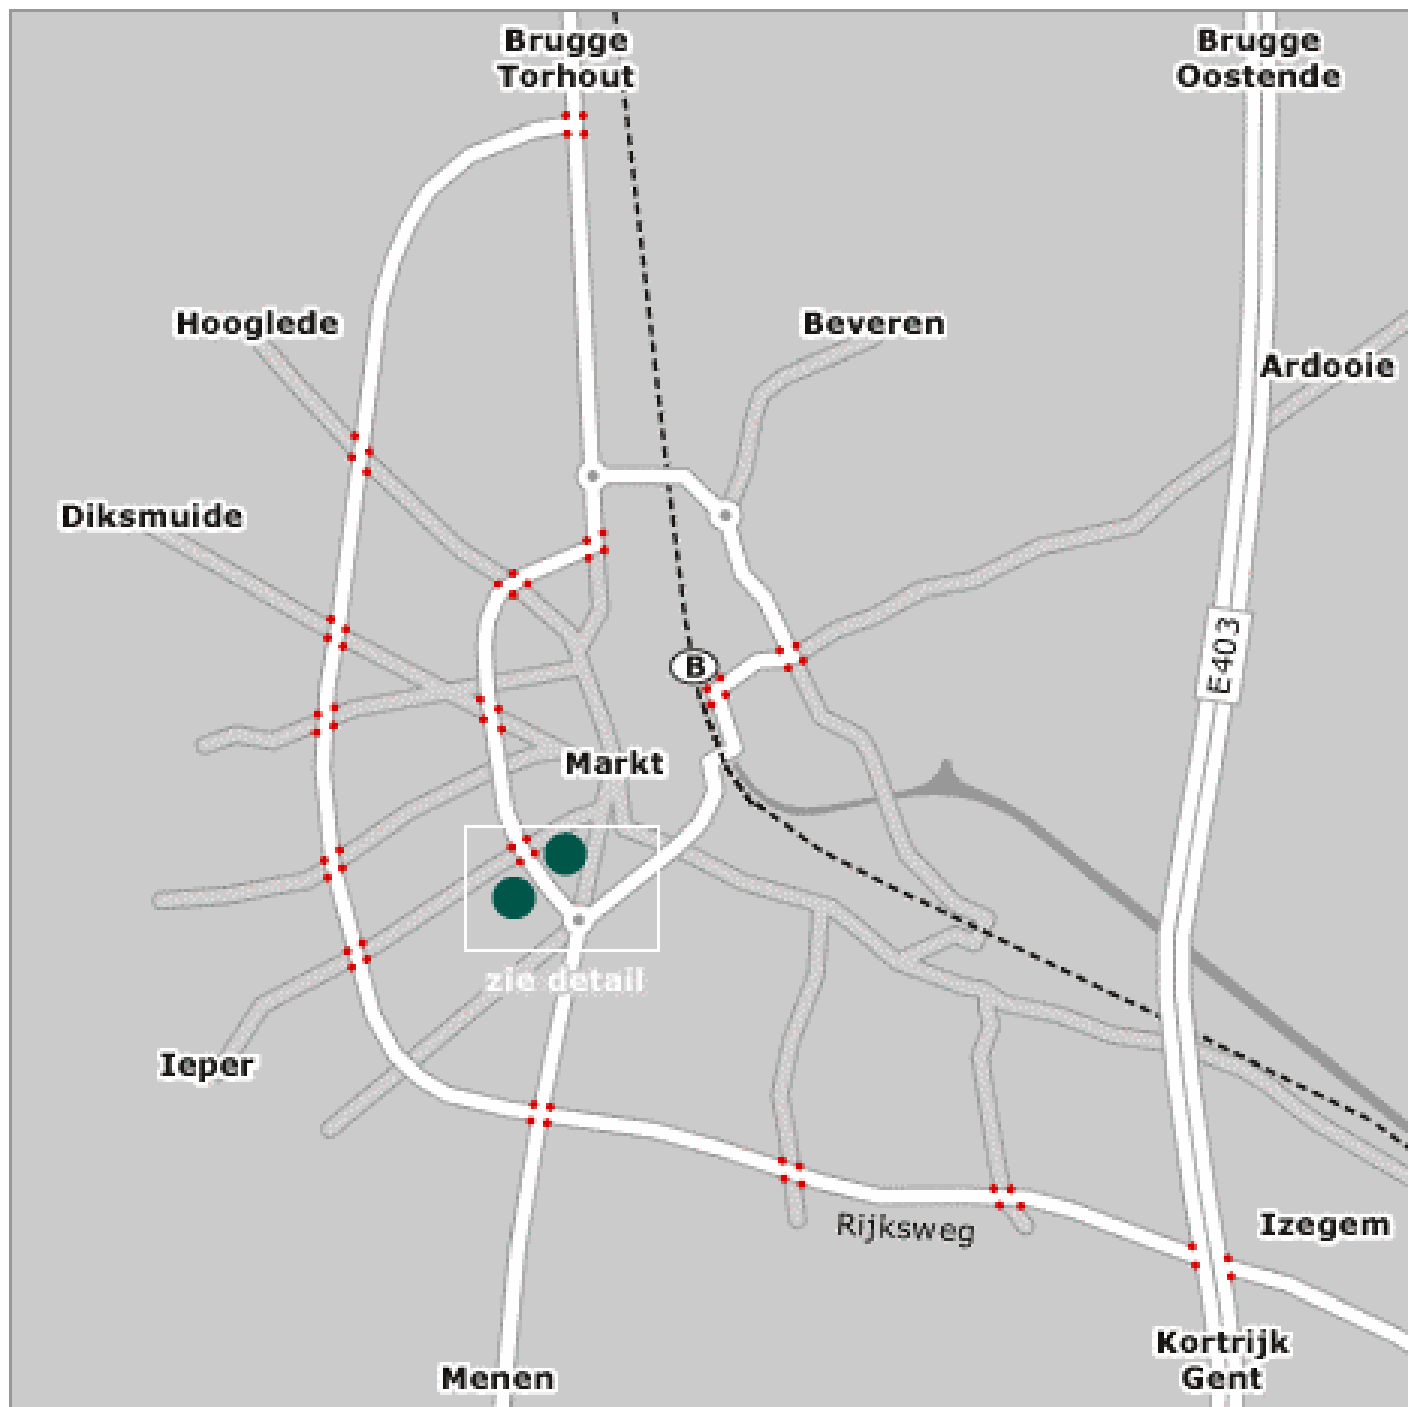 Brugge
Torhout
Brugge
Oostende
Hooglede
Beveren
Ardooie
Diksmuide
E403
B
Markt
zie detail
Ieper
Rijksweg
Izegem
Kortrijk
Gent
Menen